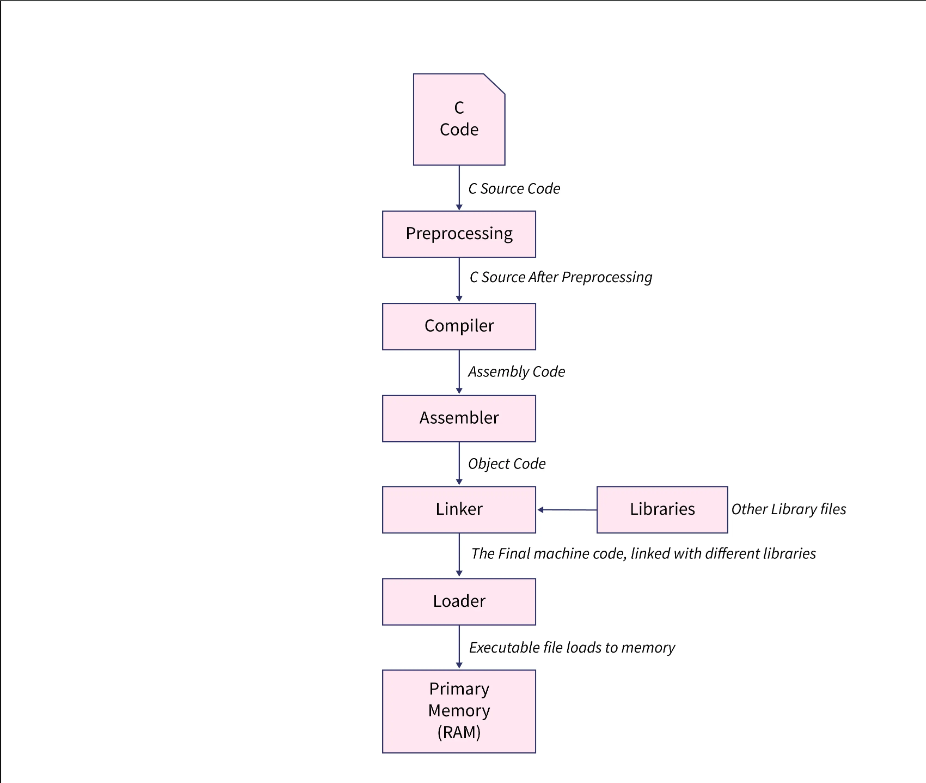 C
Code
C Source Code
Preprocessing
C Source After Preprocessing
Compiler
Assembly Code
Assembler
Object Code
Linker
Libraries
Other Library files
The Final machine code, linked with different libraries
Loader
Executable file loads to memory
Primary
Memory
(RAM)